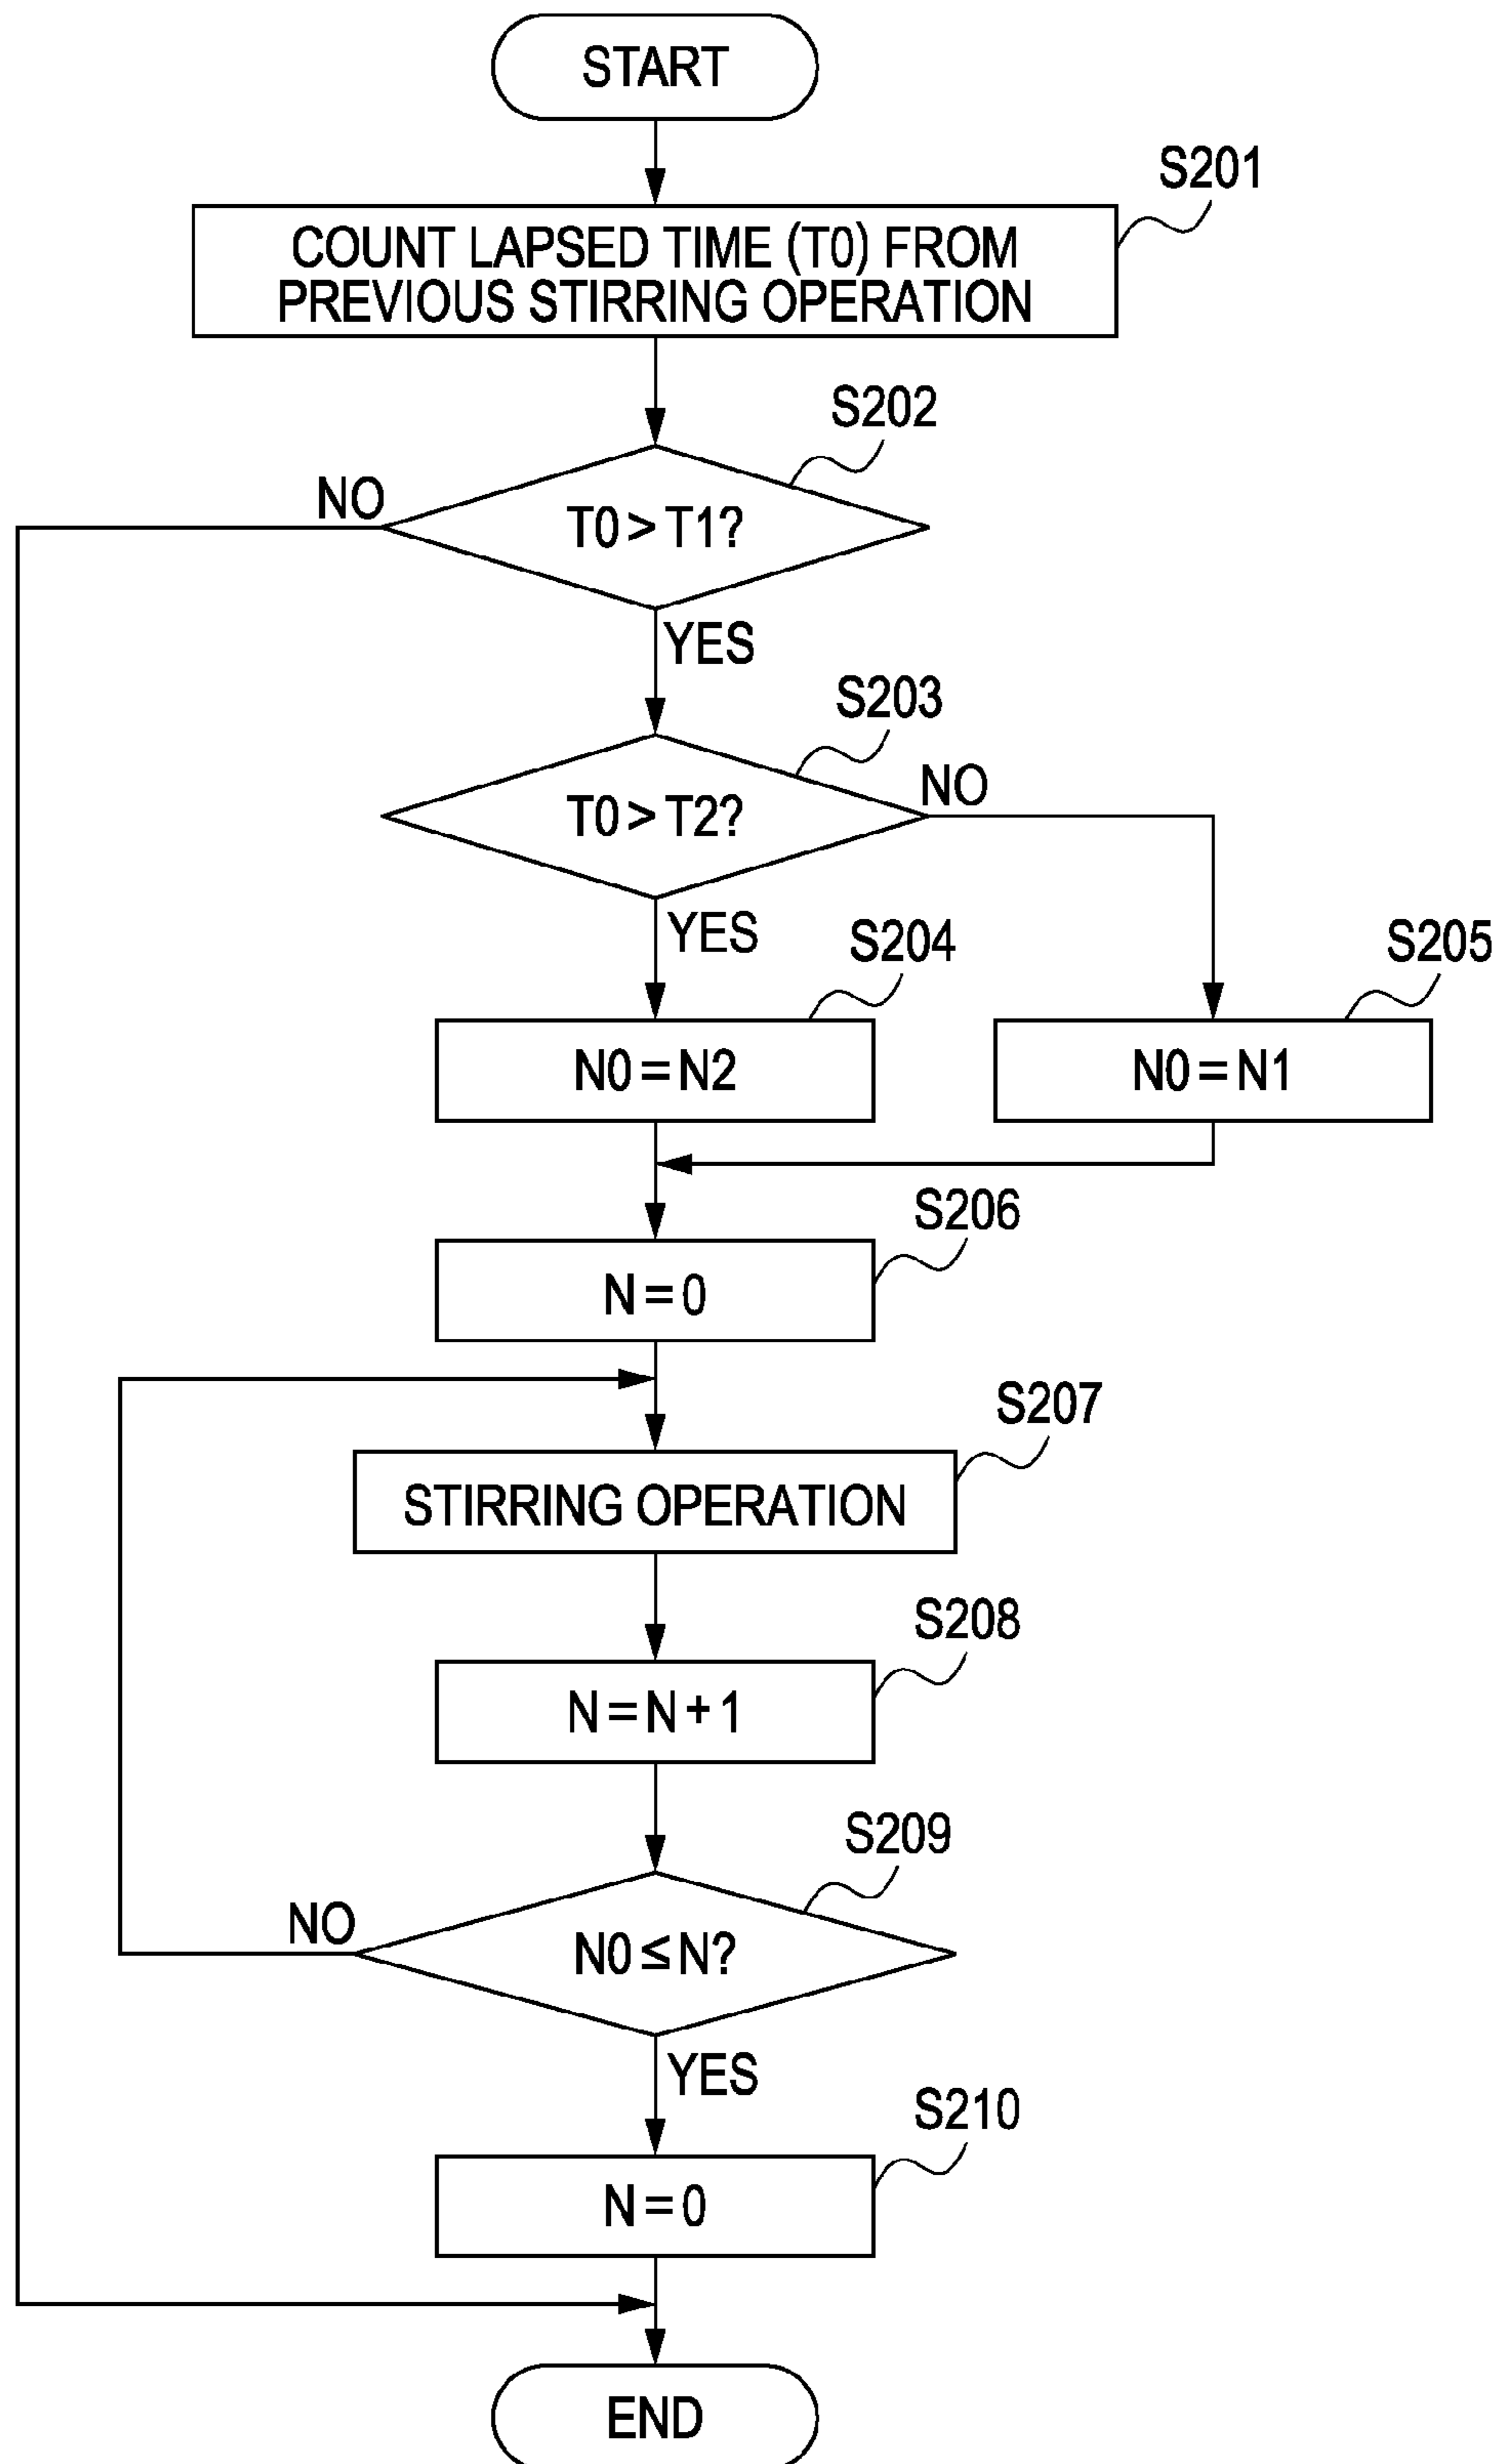 START
S201
COUNT LAPSED TIME (T0) FROM
PREVIOUS STIRRING OPERATION
S202
NO
T0 > T1?
YES
S203
NO
T0 > T2?
YES
S204
S205
N0 = N2
N0 = N1
S206
N = 0
S207
STIRRING OPERATION
S208
N = N + 1
S209
NO
N0 ≤ N?
YES
S210
N = 0
END